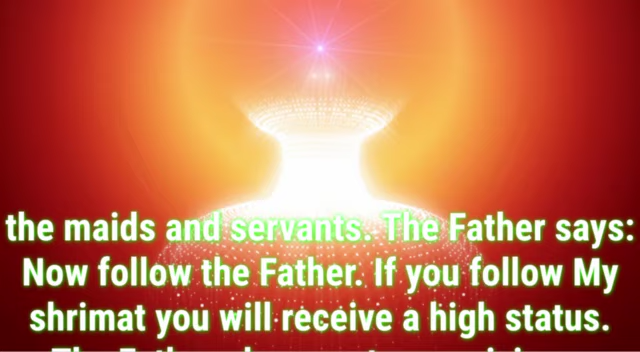 the maids and servants. The Father says:
Now follow the Father. If you follow My
shrimat you will receive a high status.